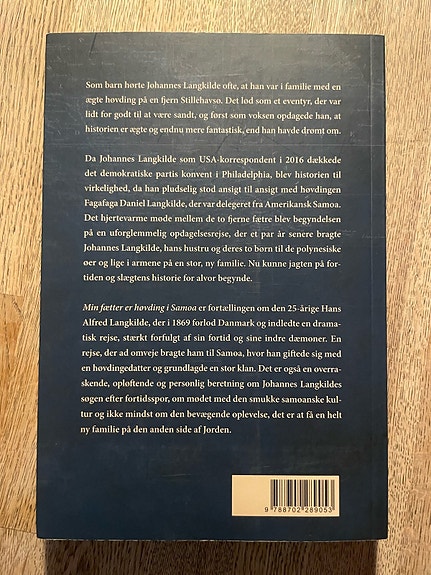 Som barn hørte Johannes Langkilde ofte, at han var i familie med en
ægte høvding på en fjern Stillehavsø. Det lød som et eventyr, der var
lidt for godt til at være sandt, og først som voksen opdagede han, at
historien er ægte og endnu mere fantastisk, end han havde drømt om.
Da Johannes Langkilde som USA-korrespondent i 2016 dækkede
det demokratiske partis konvent i Philadelphia, blev historien til
virkelighed, da han pludselig stod ansigt til ansigt med høvdingen
Fagafaga Daniel Langkilde, der var delegeret fra Amerikansk Samoa.
Det hjertevarme møde mellem de to fjerne fætre blev begyndelsen
på en uforglemmelig opdagelsesrejse, der et par år senere bragte
Johannes Langkilde, hans hustru og deres to børn til de polynesiske
øer og lige i armene på en stor, ny familie. Nu kunne jagten på for-
tiden og slægtens historie for alvor begynde.
Min fætter er høvding i Samoa er fortællingen om den 25-årige Hans
Alfred Langkilde, der i 1869 forlod Danmark og indledte en drama-
tisk rejse, stærkt forfulgt af sin fortid og sine indre dæmoner. En
rejse, der ad omveje bragte ham til Samoa, hvor han giftede sig med
en høvdingedatter og grundlagde en stor klan. Det er også en overra-
skende, opløftende og personlig beretning om Johannes Langkildes
søgen efter fortidsspor, om mødet med den smukke samoanske kul-
tur og ikke mindst om den bevægende oplevelse, det er at få en helt
ny familie på den anden side af Jorden.
9 788702 289053